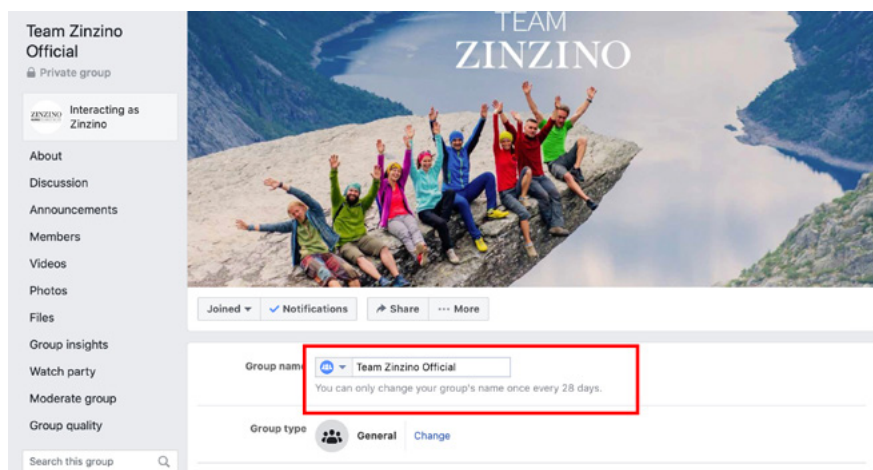 Team Zinzino
Official
Private group
ZINZINO
Interacting as
Zinzino
About
Discussion
Announcements
Members
Videos
Photos
Files
Group insights
Watch party
Moderate group
Group quality
Search this group
TEAM
ZINZINO
Joined
Notifications
Share
More
Group name
Team Zinzino Official
You can only change your group's name once every 28 days.
Group type
General
Change